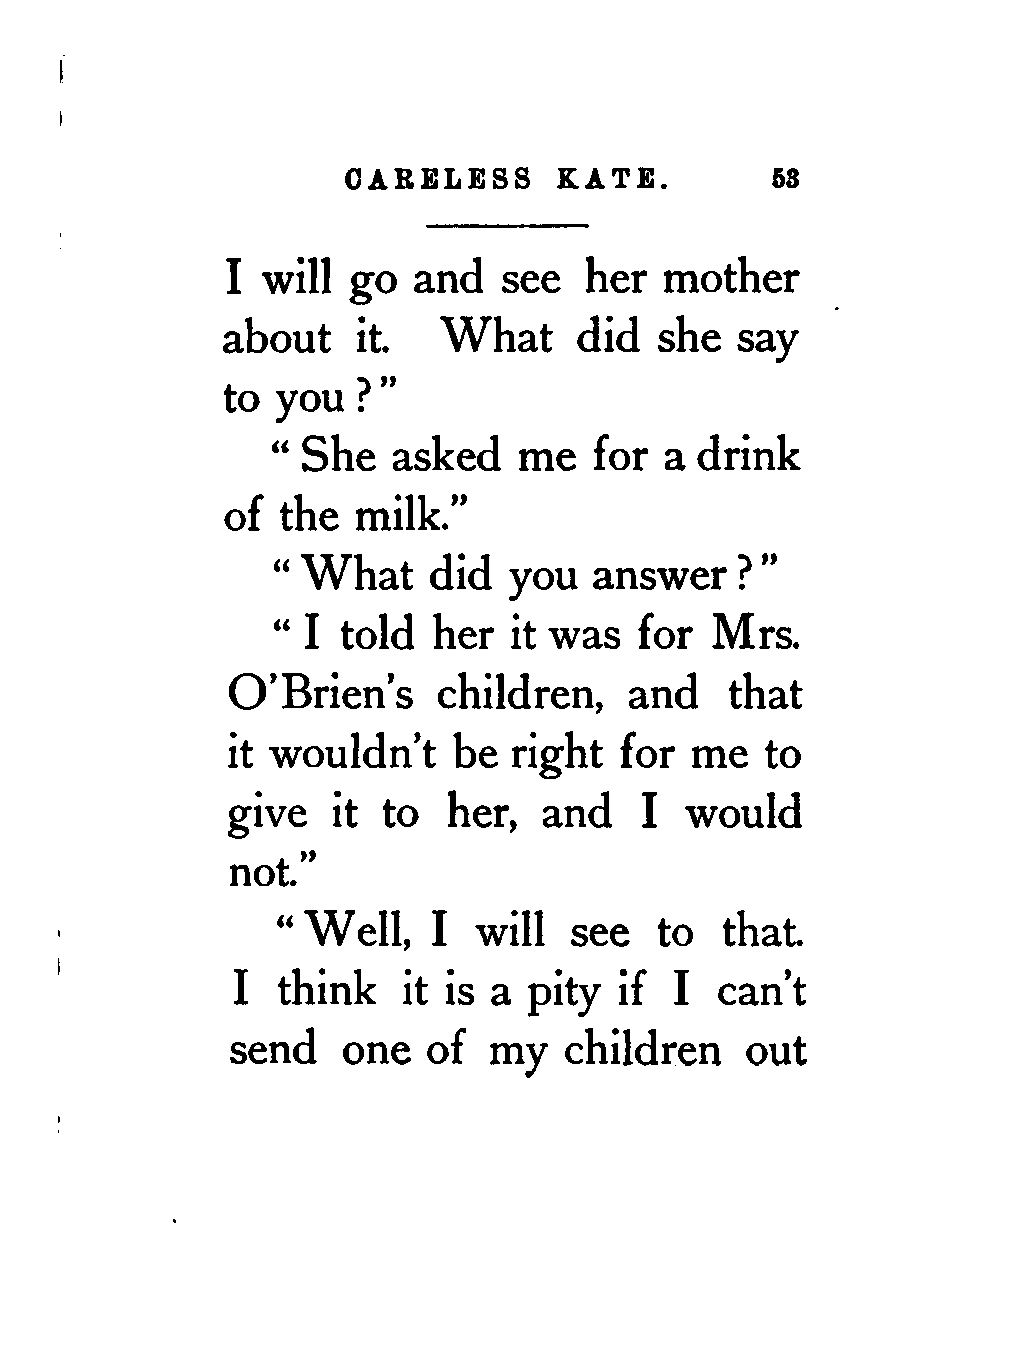 CARELESS KATE. 53
I will go and see her mother
about it. What did she say
to you ?"
" She asked me for a drink
of the milk."
" What did you answer ? "
" I told her it was for Mrs.
O'Brien's children, and that
it wouldn't be right for me to
give it to her, and I would
not."
" Well, I will see to that.
I think it is a pity if I can't
send one of my children out